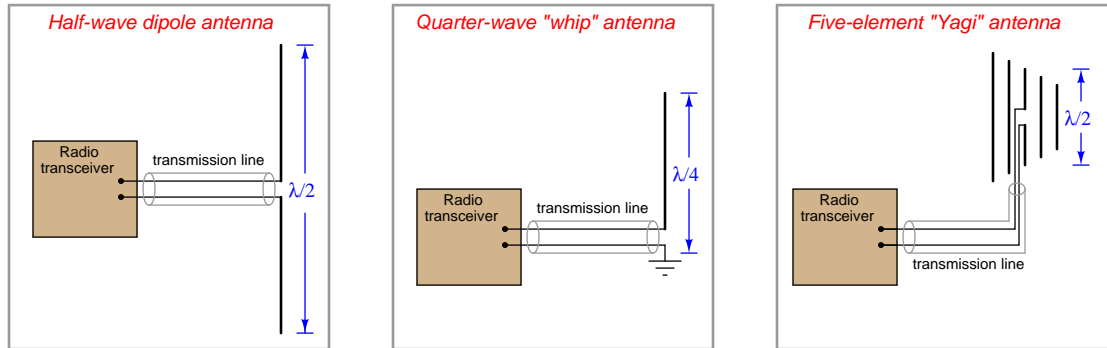 Half-wave dipole antenna
Radio
transceiver
transmission line
λ/2
Quarter-wave "whip" antenna
Radio
transceiver
transmission line
λ/4
Five-element "Yagi" antenna
Radio
transceiver
transmission line
λ/2